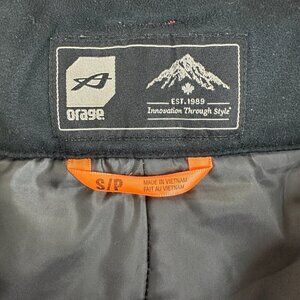 orage
EST. 1989
Innovation Through Style
S/P
MADE IN VIETNAM
FAIT AU VIETNAM